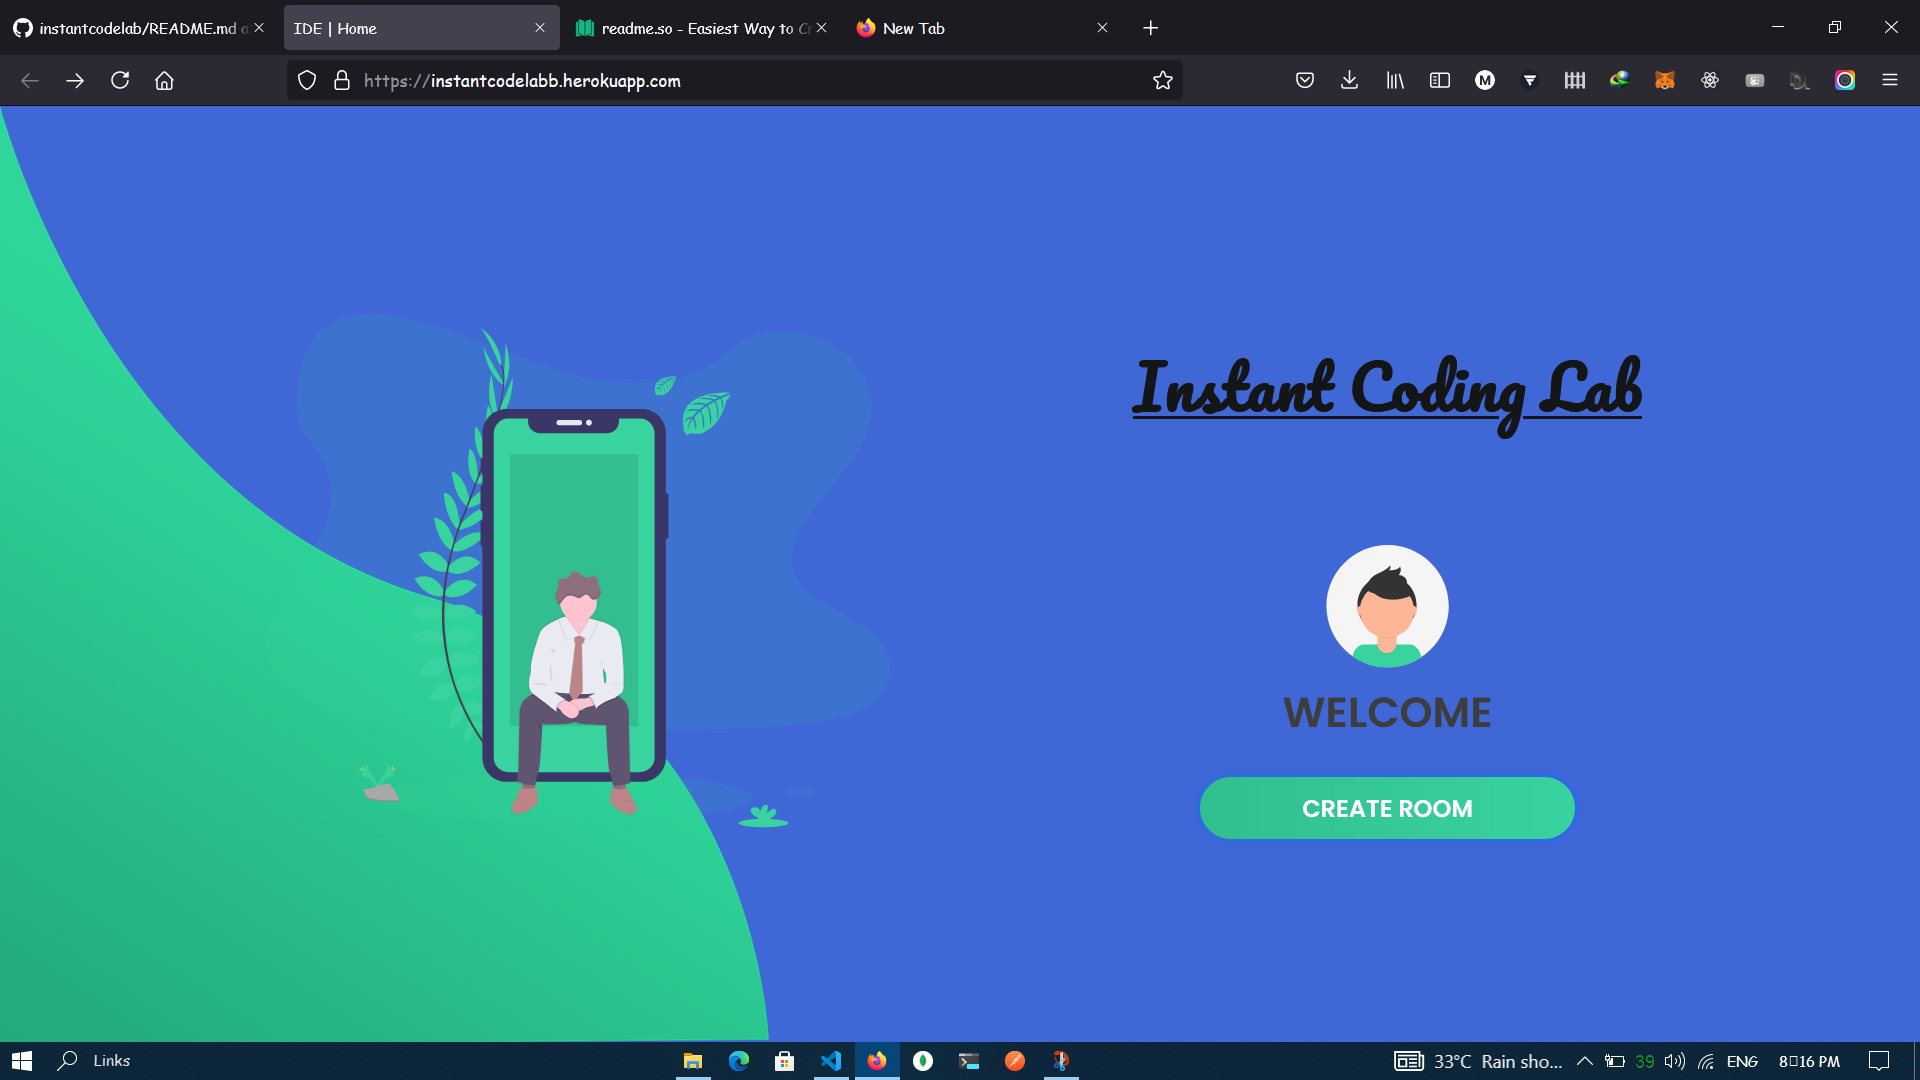 instantcodelab/README.md a
IDE | Home
readme.so - Easiest Way to Cr
New Tab
https://instantcodelabb.herokuapp.com
Instant Coding Lab
WELCOME
CREATE ROOM
Links
33°C Rain sho...
39
ENG
8▯16 PM